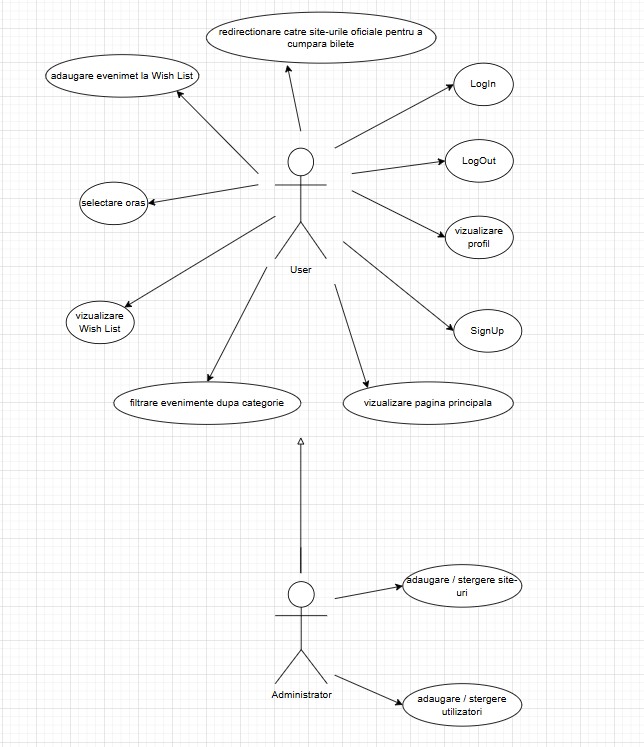 redirectionare catre site-urile oficiale pentru a
cumpara bilete
adaugare evenimet la Wish List
LogIn
LogOut
selectare oras
vizualizare
profil
User
vizualizare
Wish List
SignUp
filtrare evenimente dupa categorie
vizualizare pagina principala
adaugare / stergere site-
uri
Administrator
adaugare / stergere
utilizatori